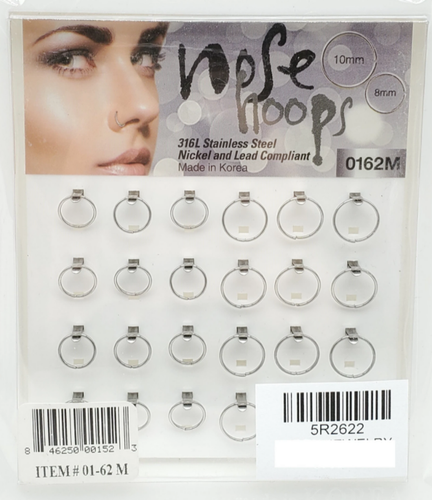 nose
hoops
10mm
8mm
316L Stainless Steel
Nickel and Lead Compliant
Made in Korea
0162M
8 46250 00152 3
ITEM # 01-62 M
5R2622